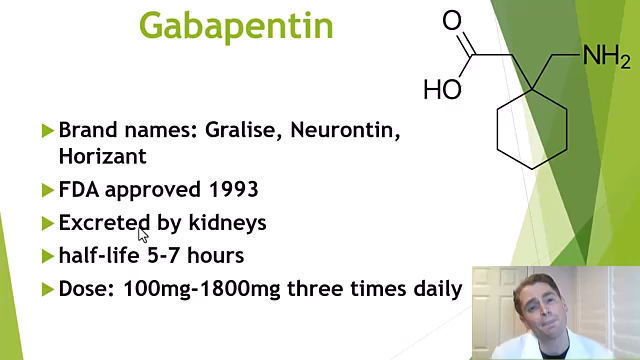 Gabapentin
O
NH2
HO
Brand names: Gralise, Neurontin,
Horizant
FDA approved 1993
Excreted by kidneys
half-life 5-7 hours
Dose: 100mg-1800mg three times daily